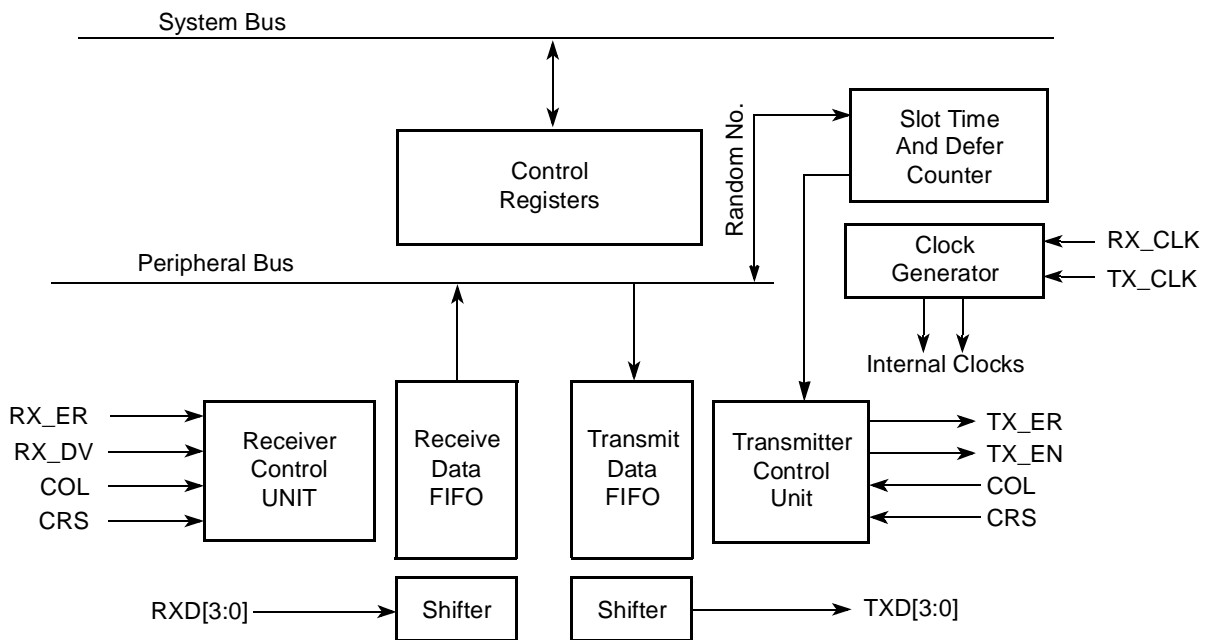 System Bus
Control
Registers
Random No.
Slot Time
And Defer
Counter
Peripheral Bus
Clock
Generator
RX_CLK
TX_CLK
Internal Clocks
RX_ER
RX_DV
COL
CRS
Receiver
Control
UNIT
Receive
Data
FIFO
Transmit
Data
FIFO
Transmitter
Control
Unit
TX_ER
TX_EN
COL
CRS
RXD[3:0]
Shifter
Shifter
TXD[3:0]